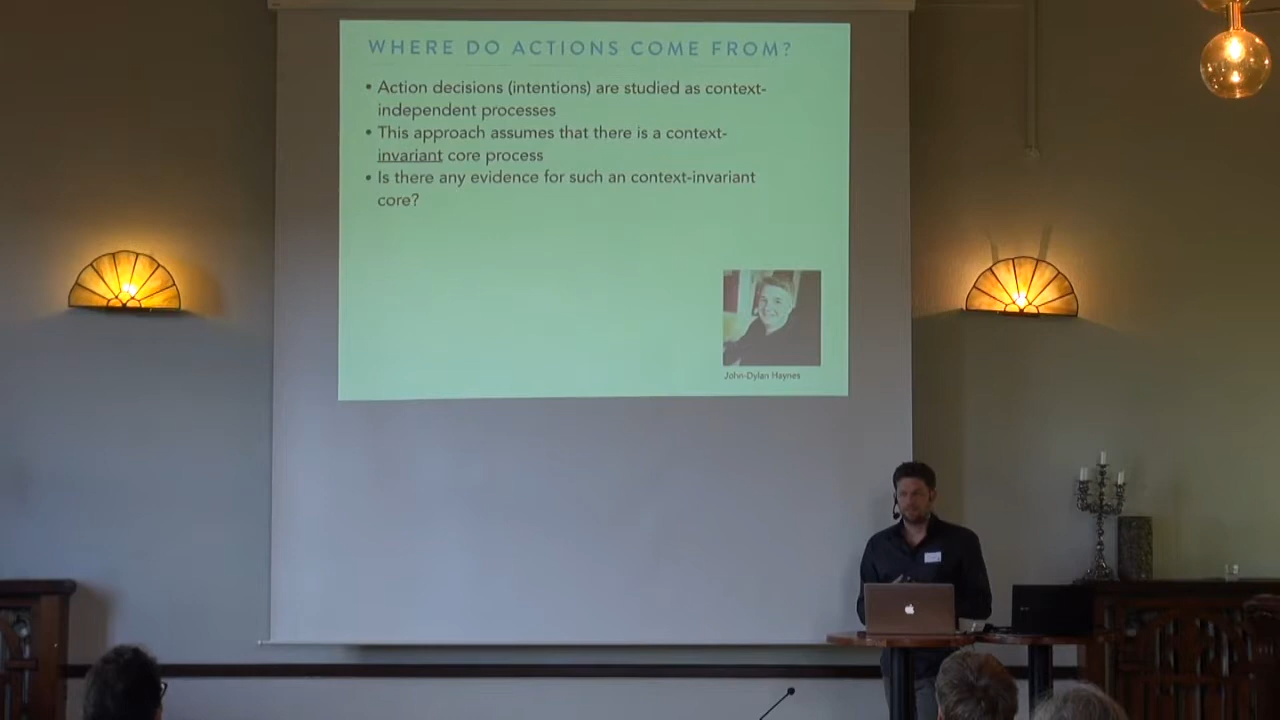 WHERE DO ACTIONS COME FROM?
• Action decisions (intentions) are studied as context-
independent processes
• This approach assumes that there is a context-
invariant core process
• Is there any evidence for such an context-invariant
core?
John-Dylan Haynes